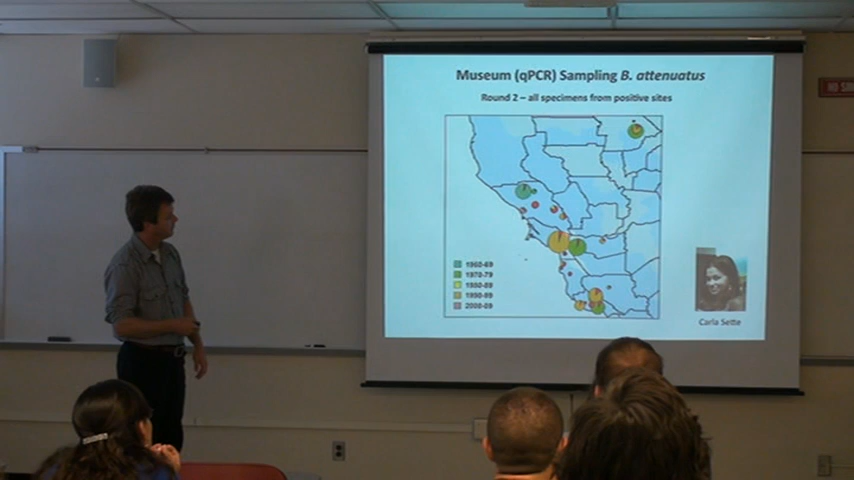 Museum (qPCR) Sampling B. attenuatus
Round 2 – all specimens from positive sites
1960-69
1970-79
1980-89
1990-99
2000-09
Carla Sette